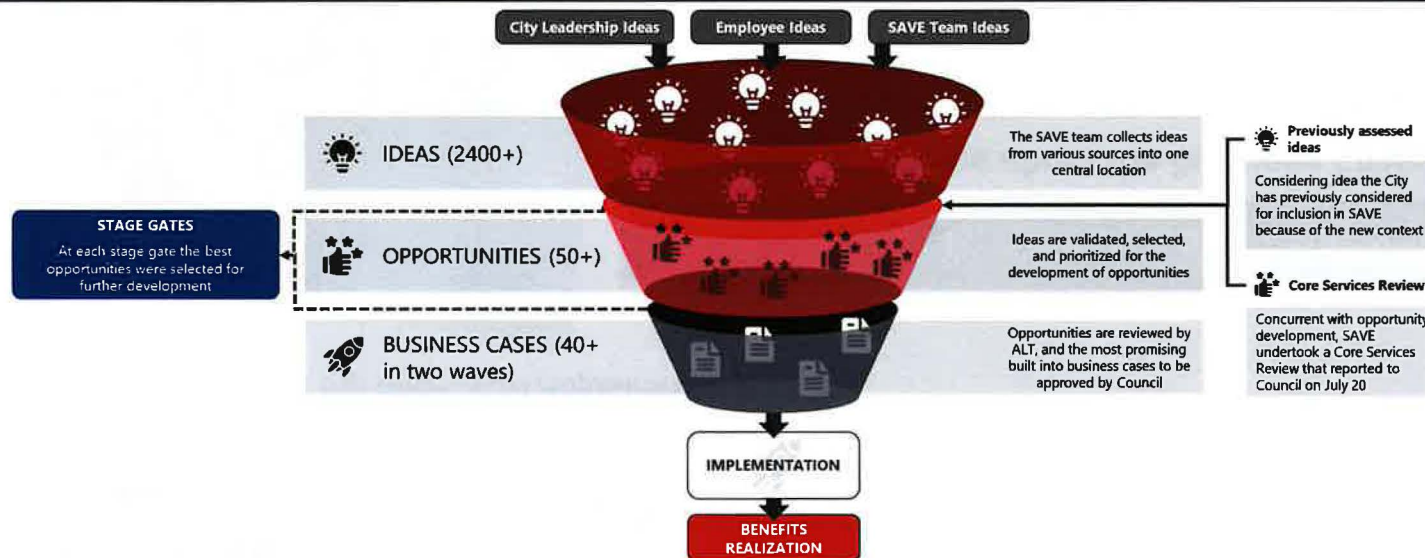 City Leadership Ideas
Employee Ideas
SAVE Team Ideas
IDEAS (2400+)
The SAVE team collects ideas
from various sources into one
central location
Previously assessed
ideas
Considering idea the City
has previously considered
for inclusion in SAVE
because of the new context
STAGE GATES
At each stage gate the best
opportunities were selected for
further development
OPPORTUNITIES (50+)
Ideas are validated, selected,
and prioritized for the
development of opportunities
Core Services Review
Concurrent with opportunity
development, SAVE
undertook a Core Services
Review that reported to
Council on July 20
BUSINESS CASES (40+
in two waves)
Opportunities are reviewed by
ALT, and the most promising
built into business cases to be
approved by Council
IMPLEMENTATION
BENEFITS
REALIZATION